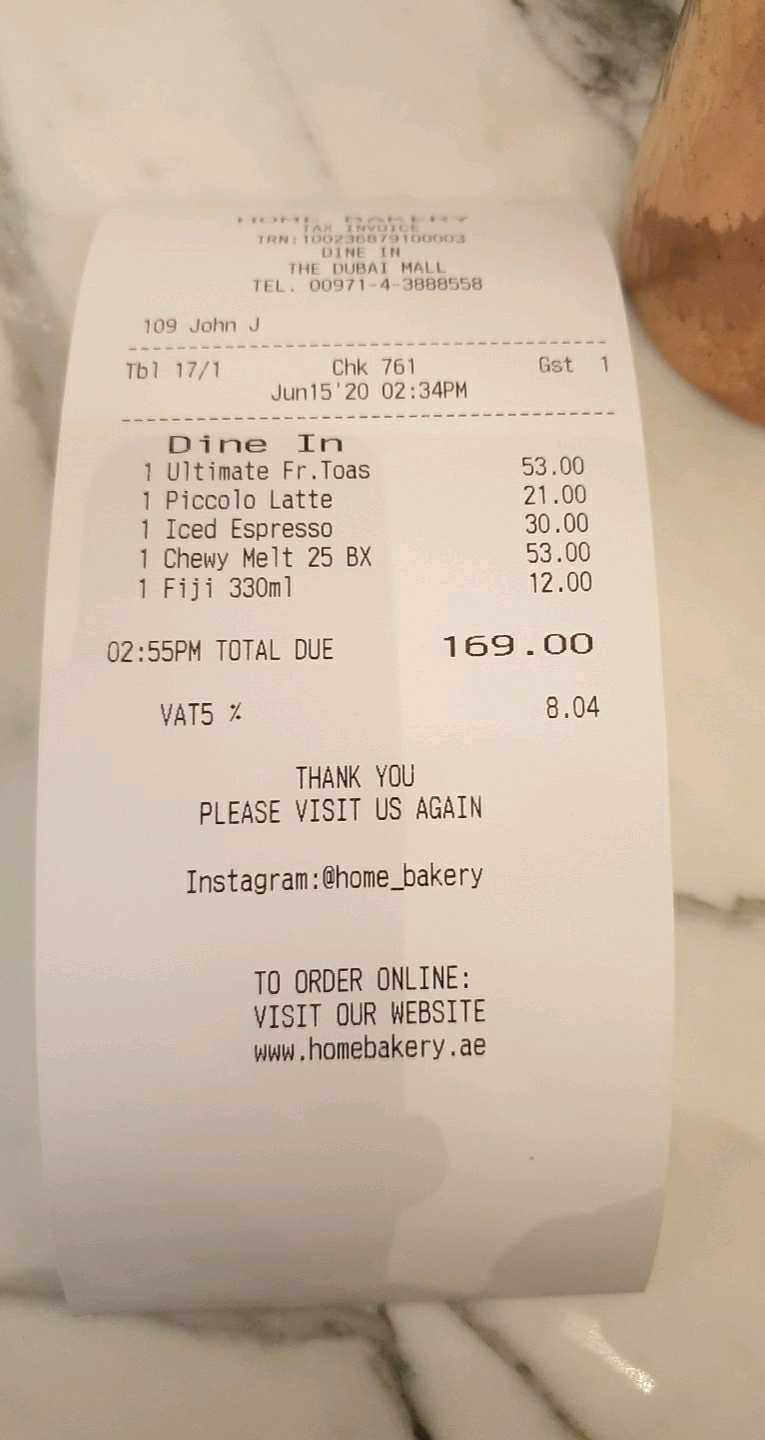 HOME BAKERY
TAX INVOICE
TRN:100236879100003
DINE IN
THE DUBAI MALL
TEL. 00971-4-3888558
109 John J
Tbl 17/1 Chk 761 Gst 1
Jun15'20 02:34PM
Dine In
1 Ultimate Fr.Toas 53.00
1 Piccolo Latte 21.00
1 Iced Espresso 30.00
1 Chewy Melt 25 BX 53.00
1 Fiji 330ml 12.00
02:55PM TOTAL DUE 169.00
VAT5 % 8.04
THANK YOU
PLEASE VISIT US AGAIN
Instagram:@home_bakery
TO ORDER ONLINE:
VISIT OUR WEBSITE
www.homebakery.ae